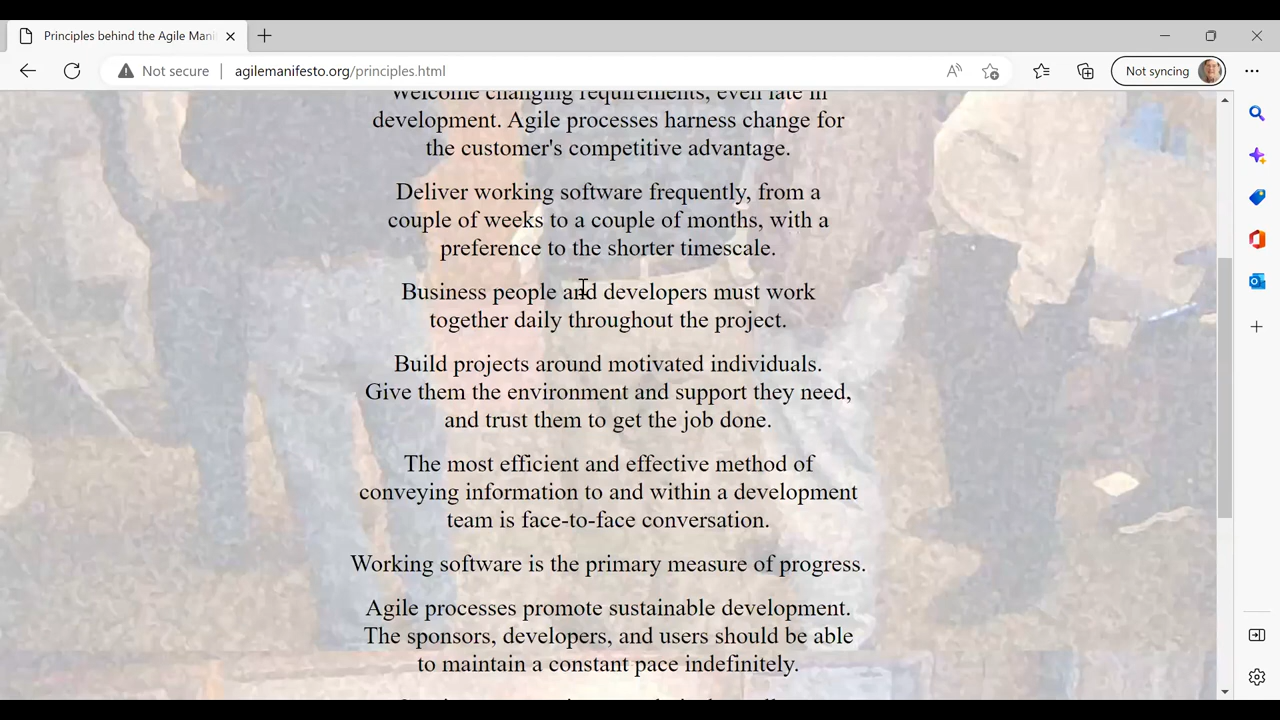 Principles behind the Agile Mani
Not secure
agilemanifesto.org/principles.html
Not syncing
Welcome changing requirements, even late in
development. Agile processes harness change for
the customer's competitive advantage.
Deliver working software frequently, from a
couple of weeks to a couple of months, with a
preference to the shorter timescale.
Business people and developers must work
together daily throughout the project.
Build projects around motivated individuals.
Give them the environment and support they need,
and trust them to get the job done.
The most efficient and effective method of
conveying information to and within a development
team is face-to-face conversation.
Working software is the primary measure of progress.
Agile processes promote sustainable development.
The sponsors, developers, and users should be able
to maintain a constant pace indefinitely.